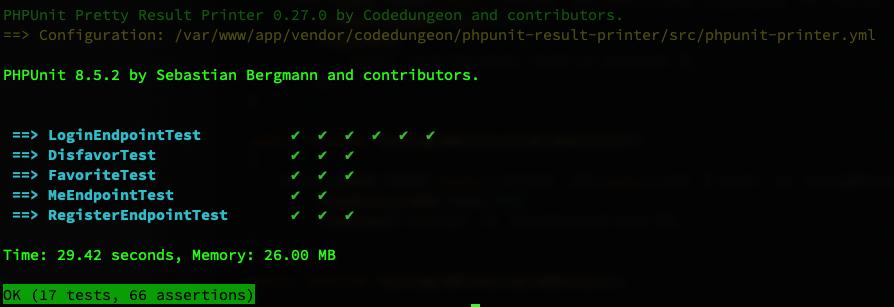 PHPUnit Pretty Result Printer 0.27.0 by Codedungeon and contributors.
==> Configuration: /var/www/app/vendor/codedungeon/phpunit-result-printer/src/phpunit-printer.yml
PHPUnit 8.5.2 by Sebastian Bergmann and contributors.
==> LoginEndpointTest ✔ ✔ ✔ ✔ ✔ ✔
==> DisfavorTest ✔ ✔ ✔
==> FavoriteTest ✔ ✔ ✔
==> MeEndpointTest ✔ ✔
==> RegisterEndpointTest ✔ ✔ ✔
Time: 29.42 seconds, Memory: 26.00 MB
OK (17 tests, 66 assertions)